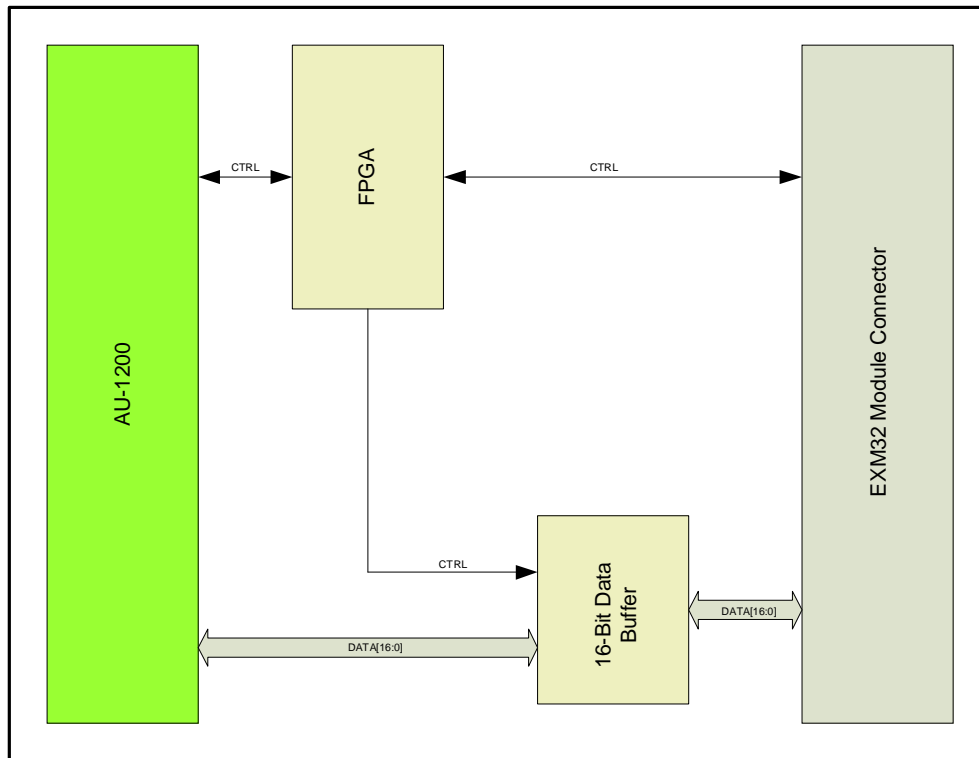 AU-1200
FPGA
CTRL
CTRL
EXM32 Module Connector
CTRL
16-Bit Data
Buffer
DATA[16:0]
DATA[16:0]